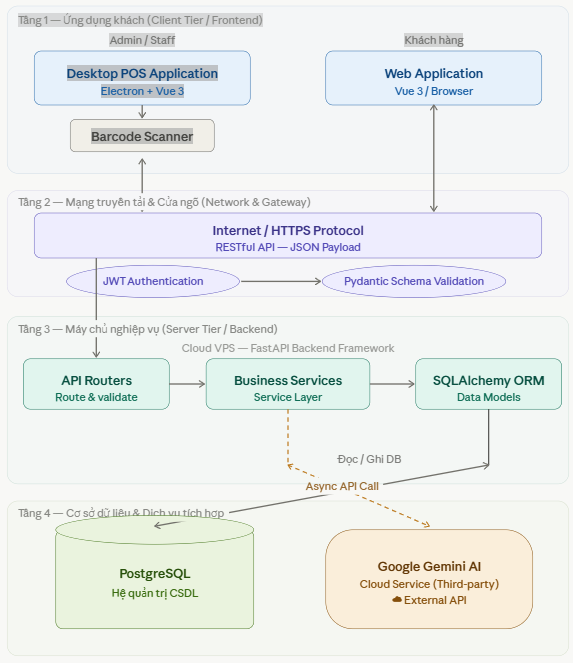 Tầng 1 — Ứng dụng khách (Client Tier / Frontend)
Admin / Staff
Khách hàng
Desktop POS Application
Electron + Vue 3
Web Application
Vue 3 / Browser
Barcode Scanner
Tầng 2 — Mạng truyền tải & Cửa ngõ (Network & Gateway)
Internet / HTTPS Protocol
RESTful API — JSON Payload
JWT Authentication
Pydantic Schema Validation
Tầng 3 — Máy chủ nghiệp vụ (Server Tier / Backend)
Cloud VPS — FastAPI Backend Framework
API Routers
Route & validate
Business Services
Service Layer
SQLAlchemy ORM
Data Models
Đọc / Ghi DB
Async API Call
Tầng 4 — Cơ sở dữ liệu & Dịch vụ tích hợp
PostgreSQL
Hệ quản trị CSDL
Google Gemini AI
Cloud Service (Third-party)
☁ External API